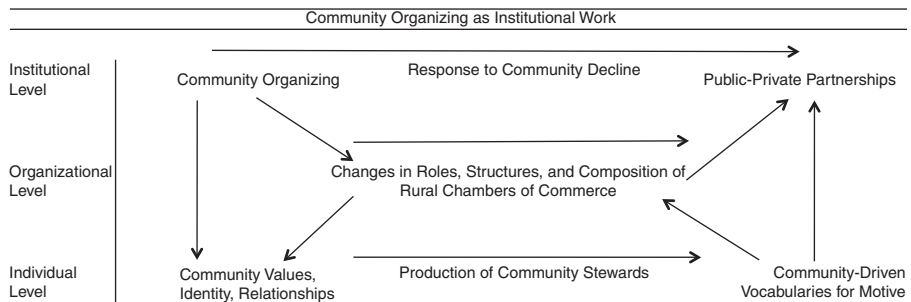 Community Organizing as Institutional Work
Institutional
Level
Community Organizing
Response to Community Decline
Public-Private Partnerships
Organizational
Level
Changes in Roles, Structures, and Composition of
Rural Chambers of Commerce
Individual
Level
Community Values,
Identity, Relationships
Production of Community Stewards
Community-Driven
Vocabularies for Motive